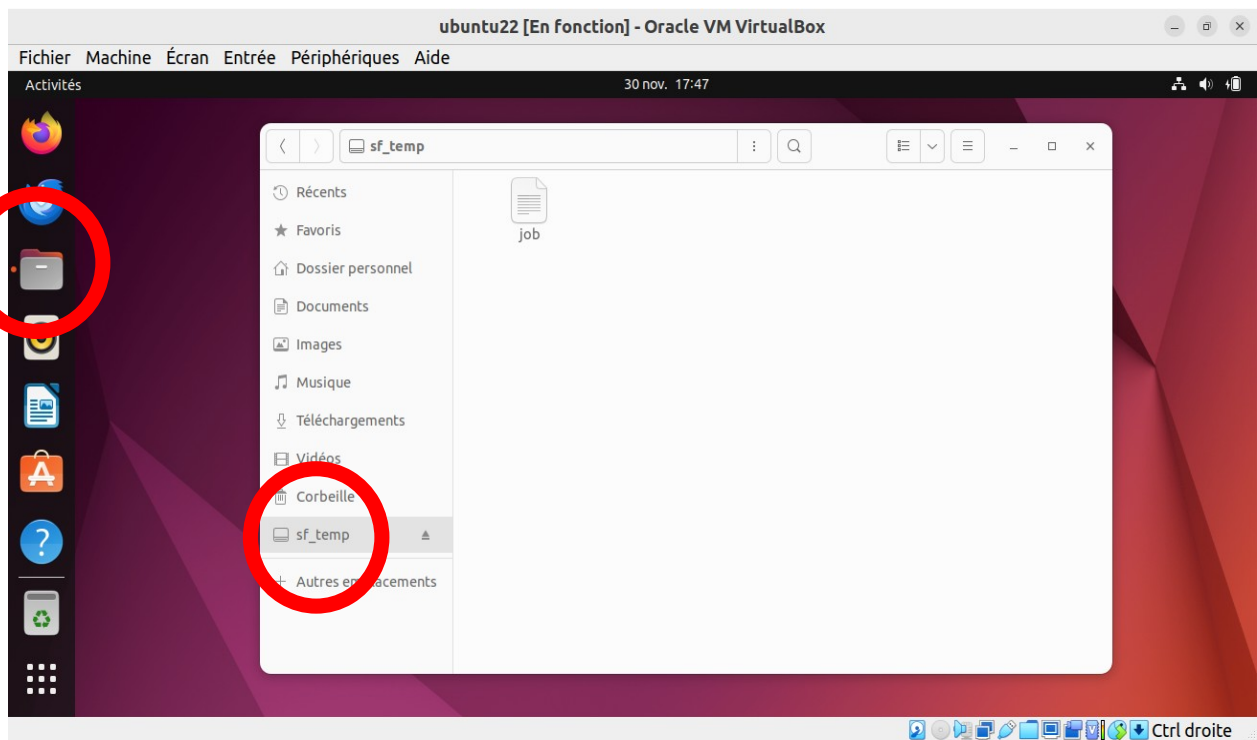 ubuntu22 [En fonction] - Oracle VM VirtualBox
Fichier Machine Écran Entrée Périphériques Aide
Activités 30 nov. 17:47
sf_temp
Récents
Favoris
Dossier personnel
Documents
Images
Musique
Téléchargements
Vidéos
Corbeille
sf_temp
Autres emplacements
job
Ctrl droite